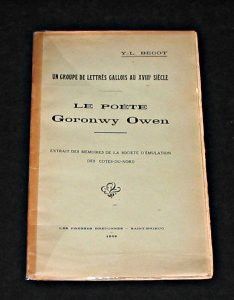 Y.-L. BEGOT
UN GROUPE DE LETTRÉS GALLOIS AU XVIIIe SIÈCLE
LE POÈTE
Goronwy Owen
EXTRAIT DES MÉMOIRES DE LA SOCIÉTÉ D'ÉMULATION
DES CÔTES-DU-NORD
LES PRESSES BRETONNES — SAINT-BRIEUC